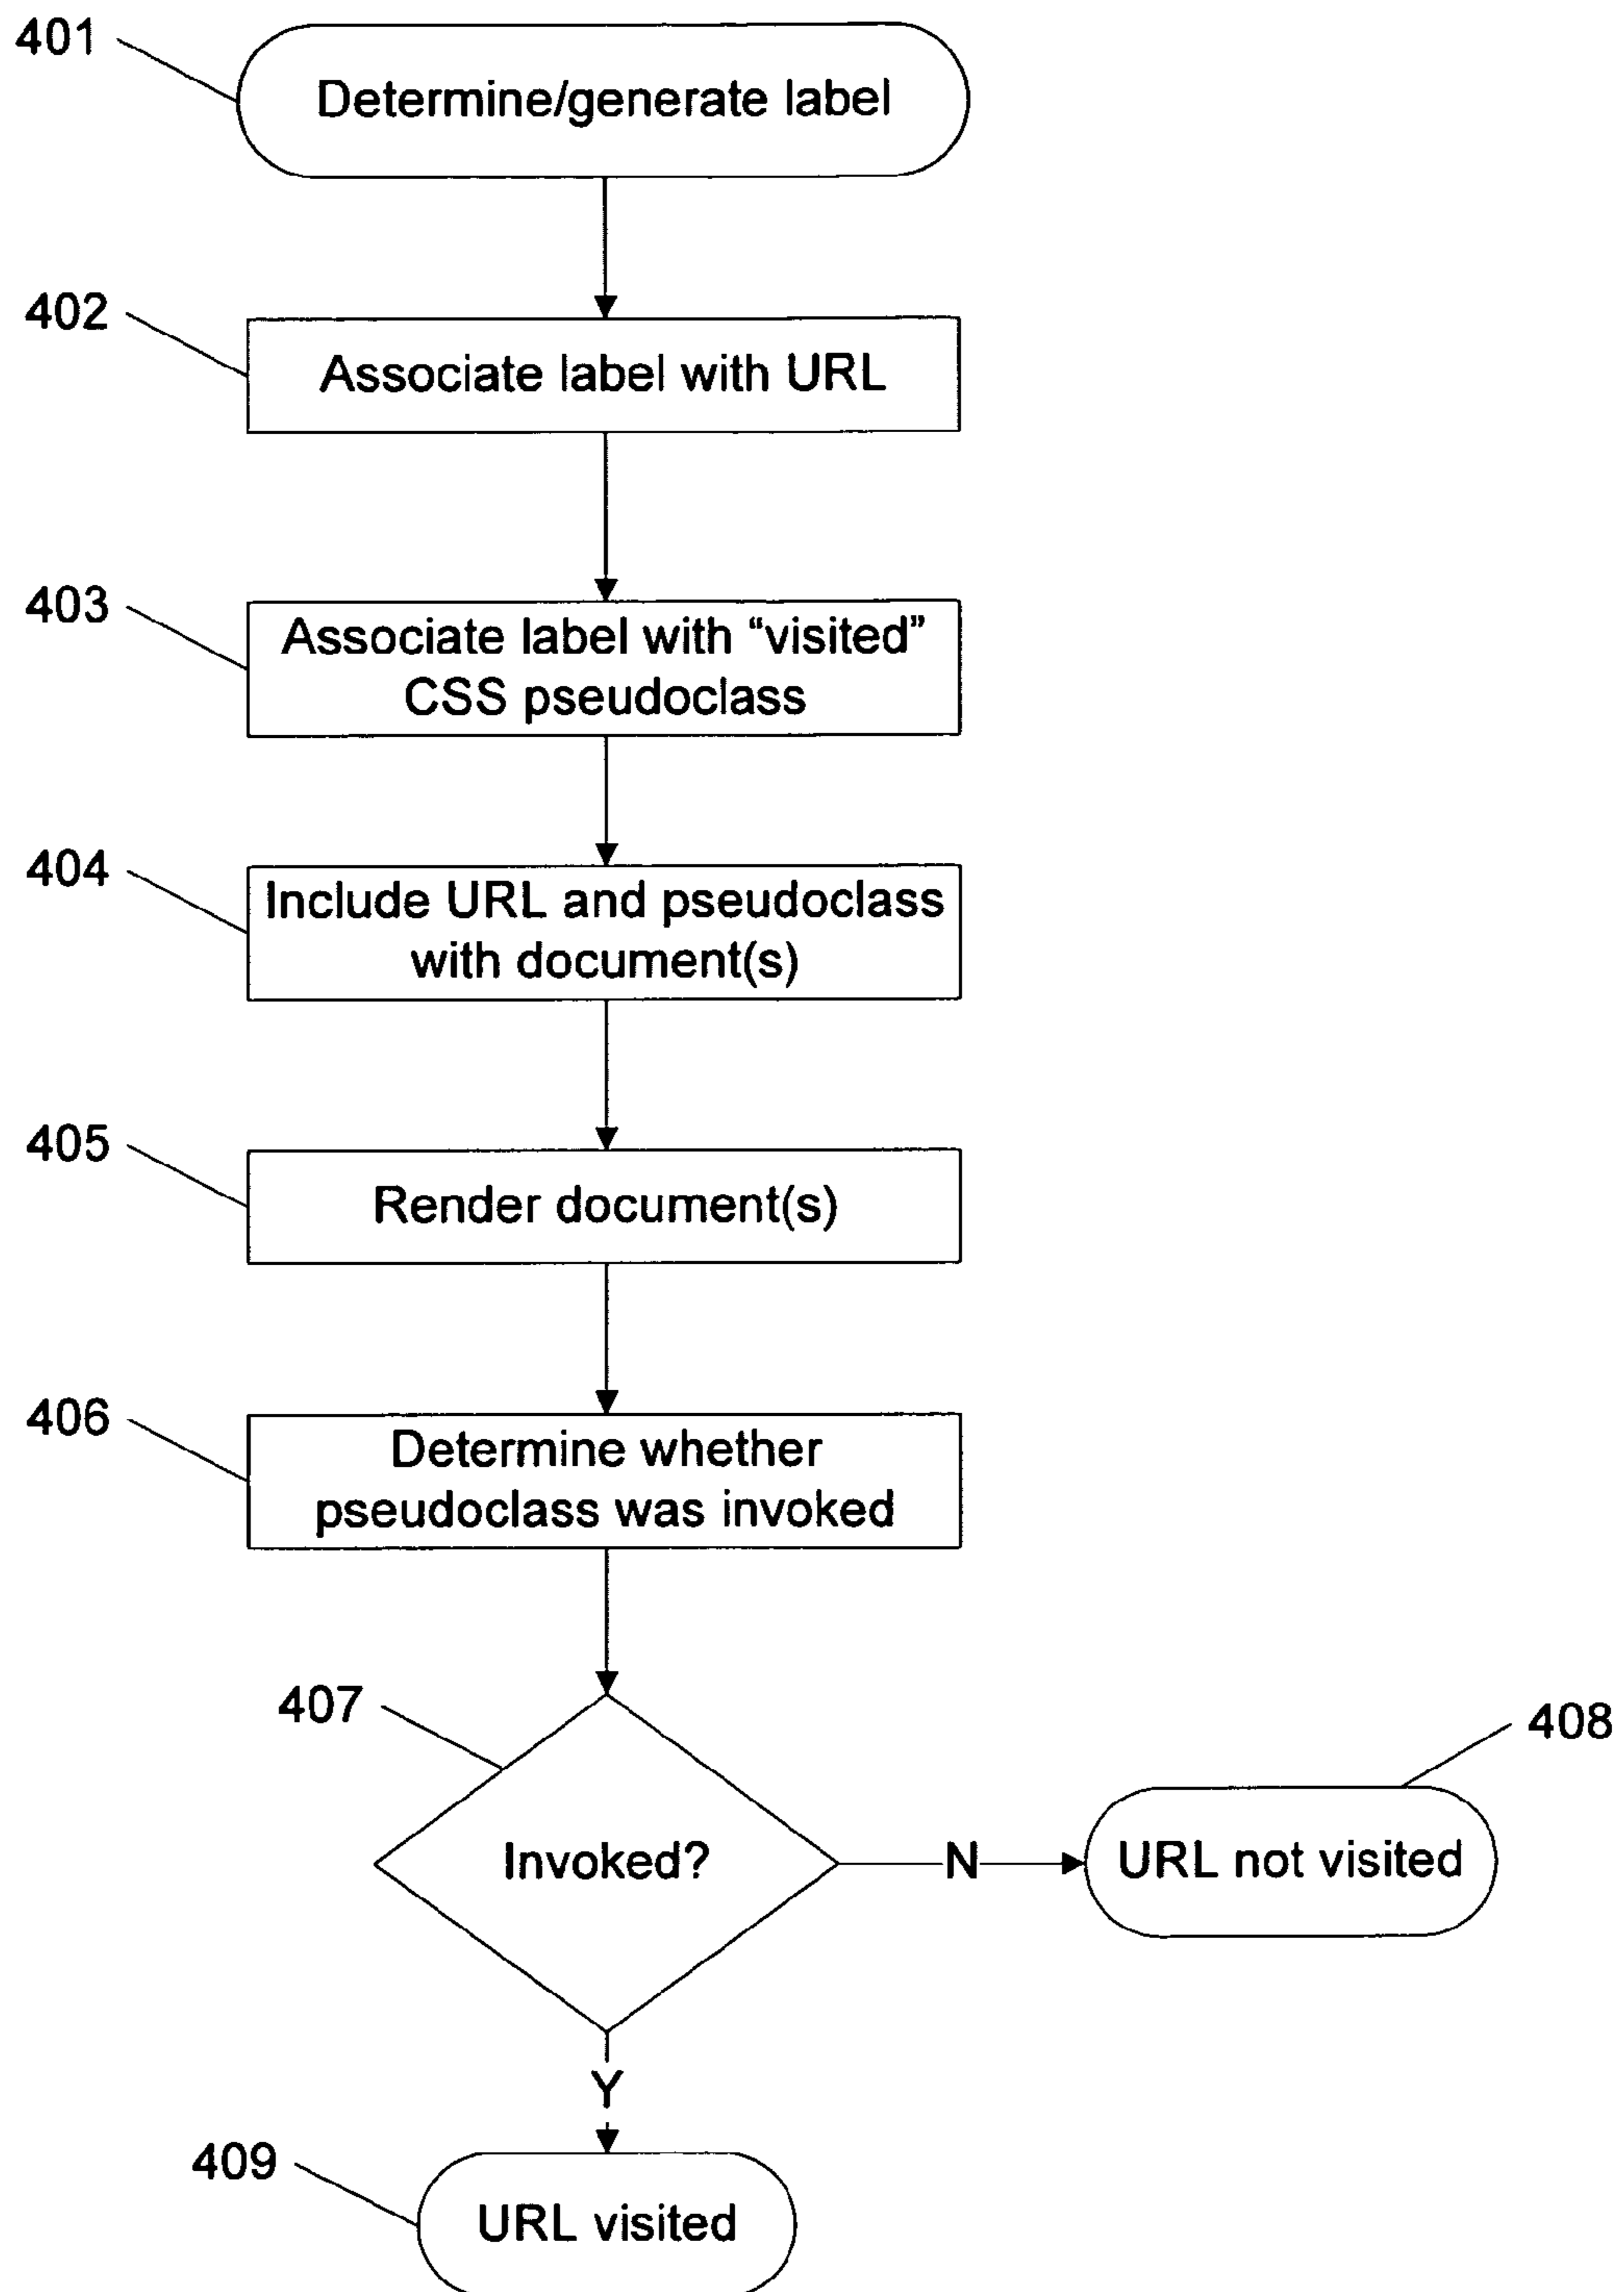 401
Determine/generate label
402
Associate label with URL
403
Associate label with “visited”
CSS pseudoclass
404
Include URL and pseudoclass
with document(s)
405
Render document(s)
406
Determine whether
pseudoclass was invoked
407
408
Invoked?
N
URL not visited
Y
409
URL visited